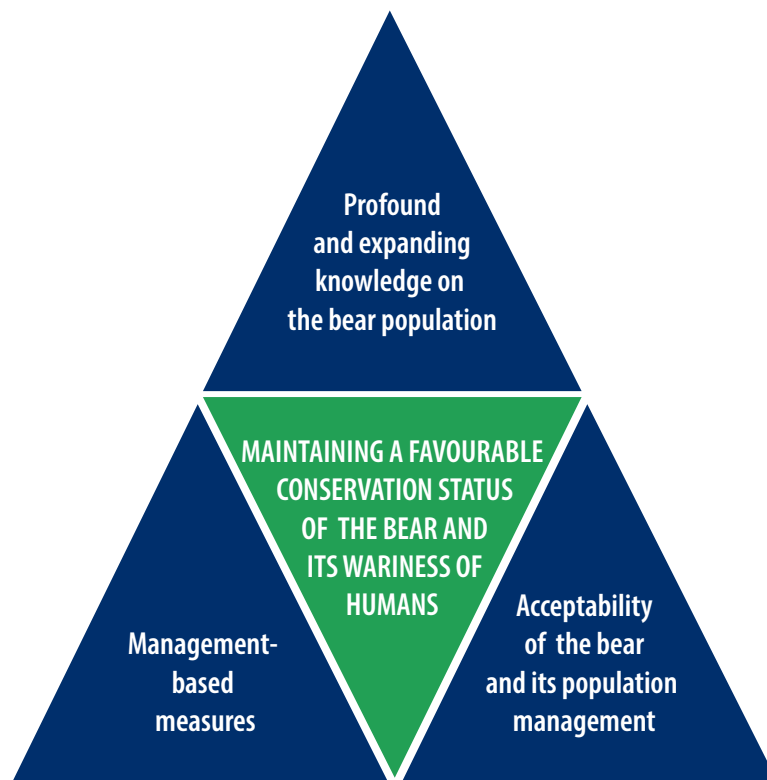 Profound
and expanding
knowledge on
the bear population
MAINTAINING A FAVOURABLE
CONSERVATION STATUS
OF THE BEAR AND
ITS WARINESS OF
HUMANS
Management-
based
measures
Acceptability
of the bear
and its population
management